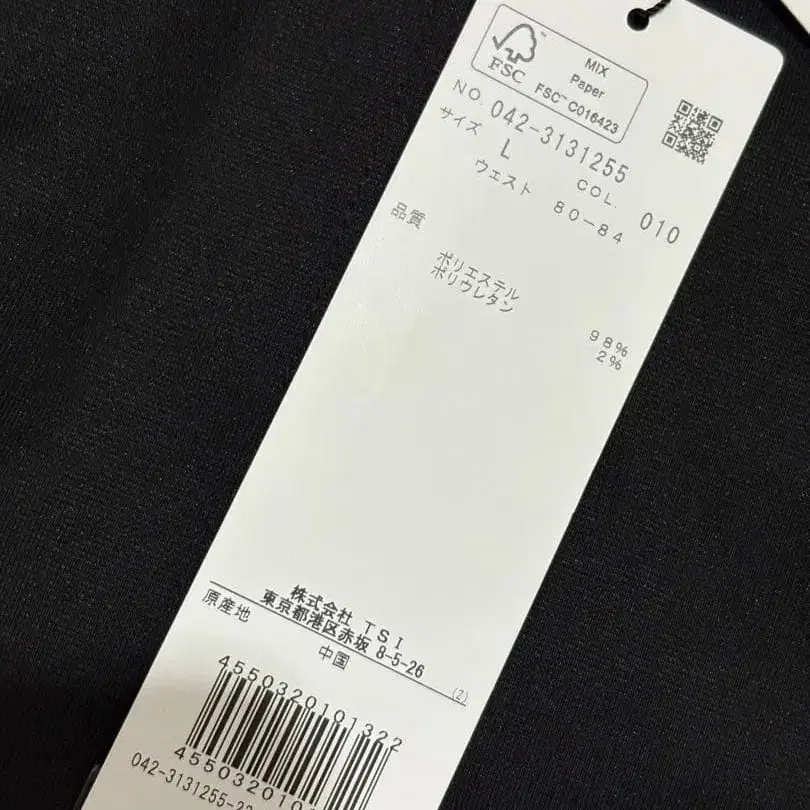 FSC
MIX
Paper
FSC™ C016423
NO. 042-3131255
サイズ L COL. 010
ウェスト 80-84
品質
ポリエステル 98%
ポリウレタン 2%
株式会社 TSI
東京都港区赤坂 8-5-26
原産地 中国 (Z)
4550320101322
455032010
042-3131255-